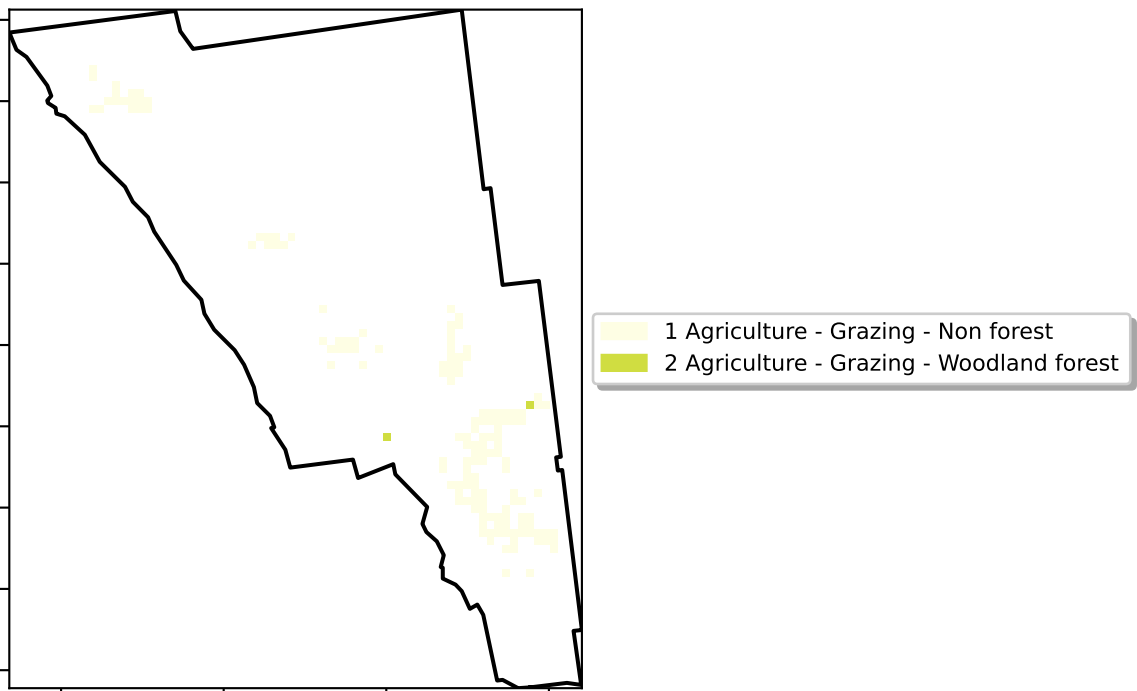 1 Agriculture - Grazing - Non forest
2 Agriculture - Grazing - Woodland forest